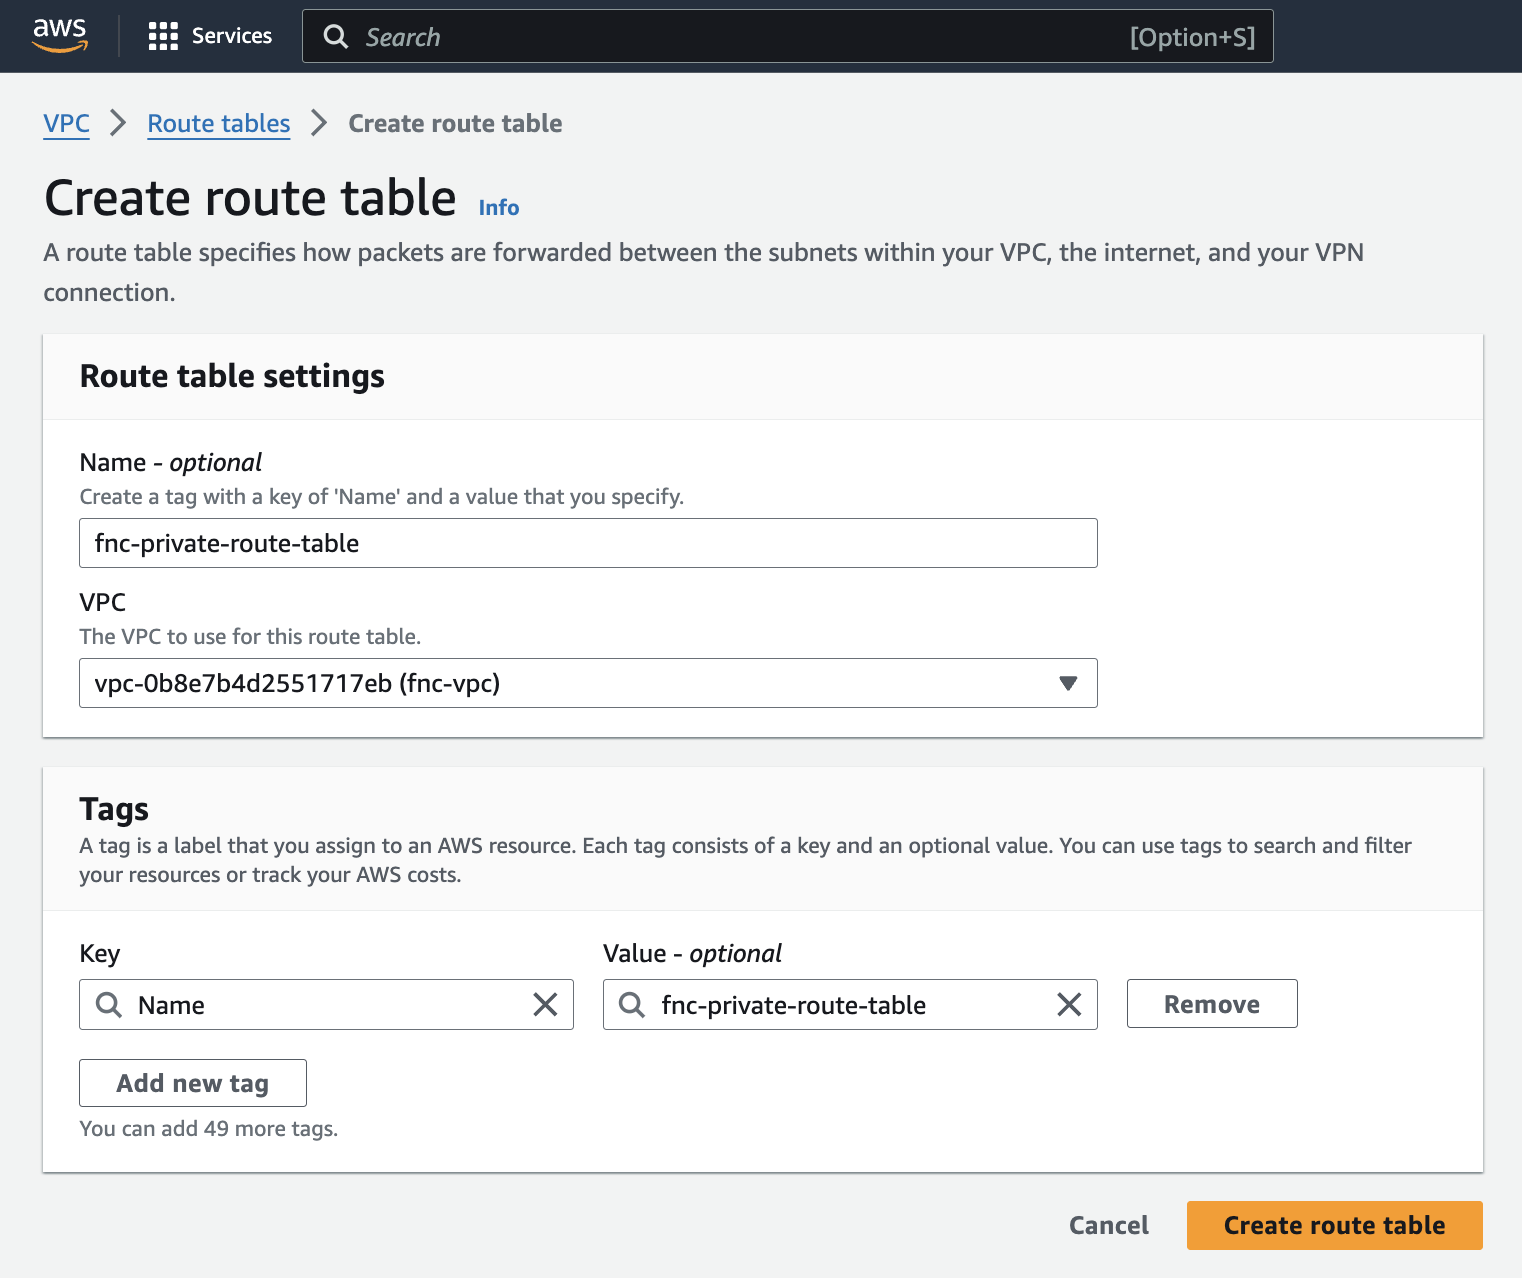 aws
Services
Search
[Option+S]
VPC
Route tables
Create route table
Create route table Info
A route table specifies how packets are forwarded between the subnets within your VPC, the internet, and your VPN
connection.
Route table settings
Name - optional
Create a tag with a key of 'Name' and a value that you specify.
fnc-private-route-table
VPC
The VPC to use for this route table.
vpc-0b8e7b4d2551717eb (fnc-vpc)
Tags
A tag is a label that you assign to an AWS resource. Each tag consists of a key and an optional value. You can use tags to search and filter
your resources or track your AWS costs.
Key
Value - optional
Name
fnc-private-route-table
Remove
Add new tag
You can add 49 more tags.
Cancel
Create route table